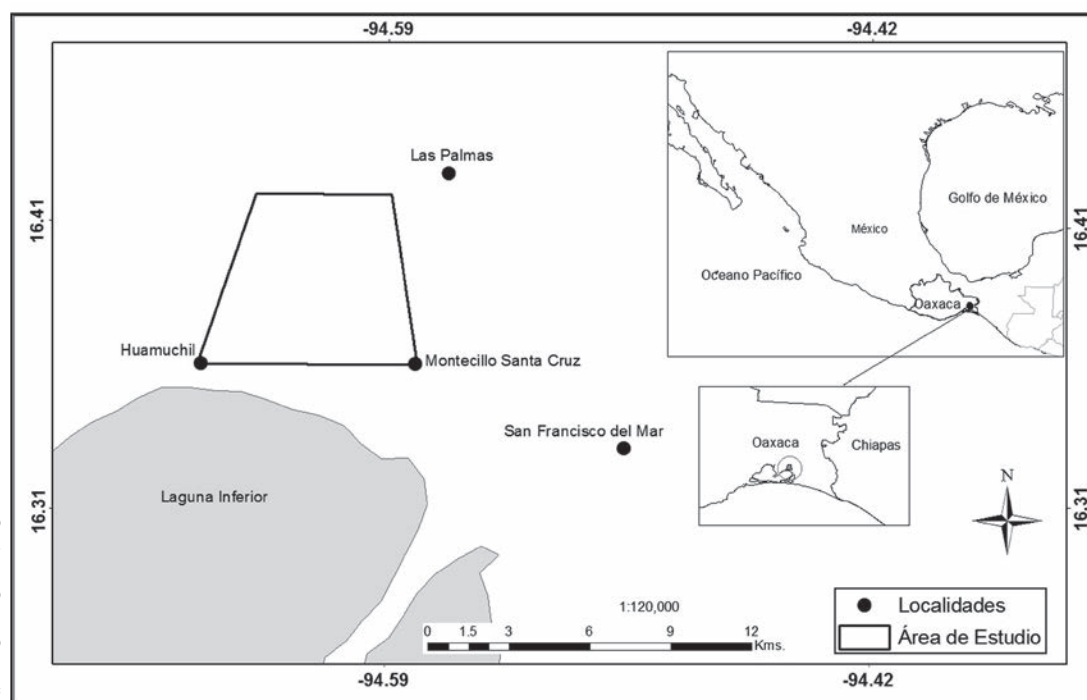 -94.59
-94.42
Las Palmas
16.41
Golfo de México
16.41
México
Oceano Pacífico
Oaxaca
Huamuchil
Montecillo Santa Cruz
San Francisco del Mar
Oaxaca
Chiapas
Laguna Inferior
N
16.31
16.31
1:120,000
0 1.5 3 6 9 12
Kms.
Localidades
Área de Estudio
-94.59
-94.42